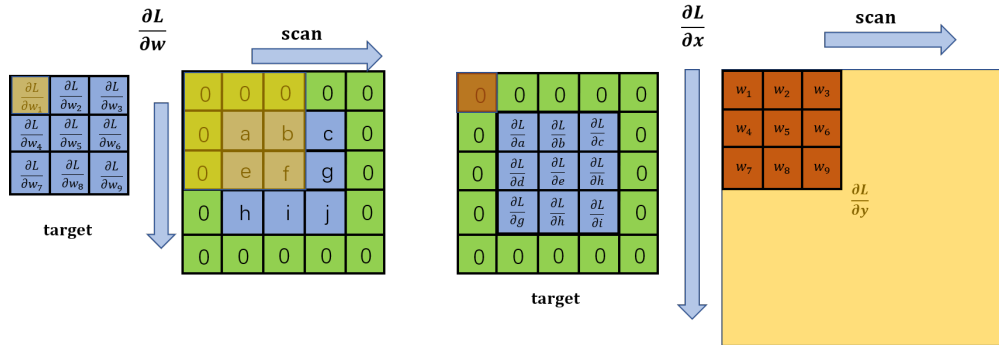 ∂L/∂w
scan
∂L/∂w₁ ∂L/∂w₂ ∂L/∂w₃
∂L/∂w₄ ∂L/∂w₅ ∂L/∂w₆
∂L/∂w₇ ∂L/∂w₈ ∂L/∂w₉
target
0 0 0 0 0
0 a b c 0
0 e f g 0
0 h i j 0
0 0 0 0 0
∂L/∂x
scan
0 0 0 0 0
0 ∂L/∂a ∂L/∂b ∂L/∂c 0
0 ∂L/∂d ∂L/∂e ∂L/∂h 0
0 ∂L/∂g ∂L/∂h ∂L/∂i 0
0 0 0 0 0
target
w₁ w₂ w₃
w₄ w₅ w₆
w₇ w₈ w₉
∂L/∂y